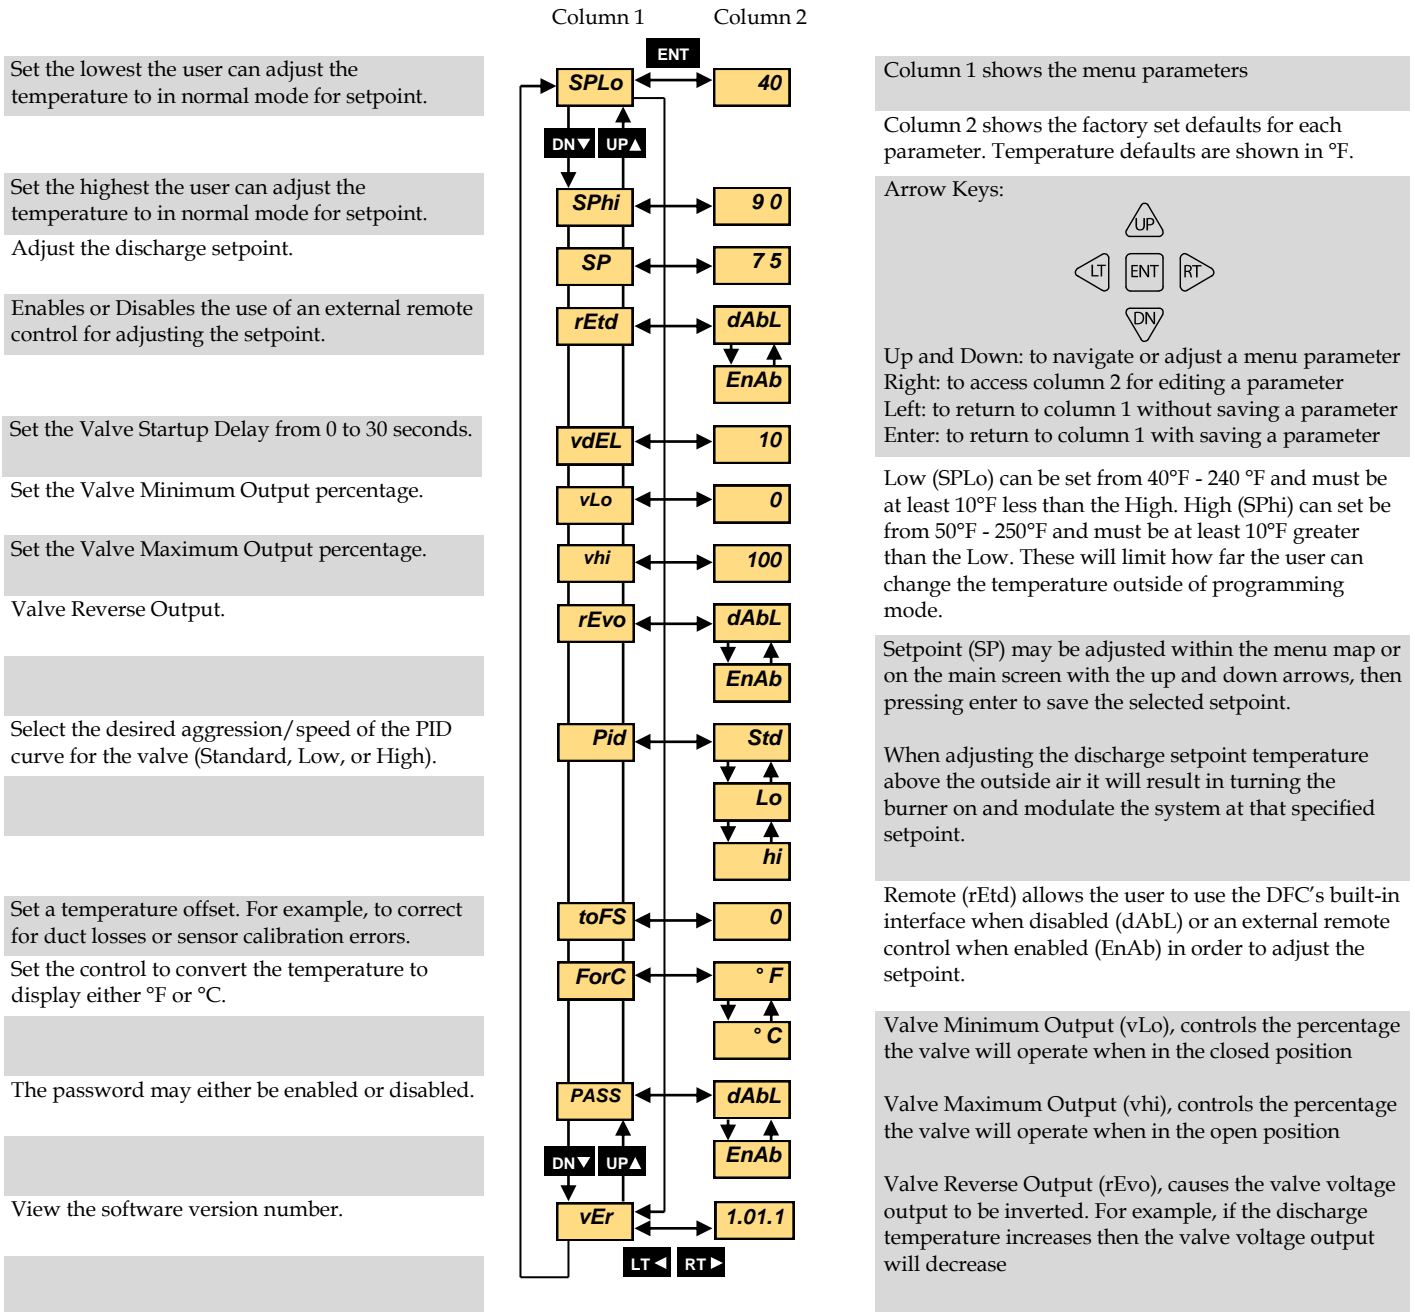 Column 1
Column 2
Set the lowest the user can adjust the
temperature to in normal mode for setpoint.
Set the highest the user can adjust the
temperature to in normal mode for setpoint.
Adjust the discharge setpoint.
Enables or Disables the use of an external remote
control for adjusting the setpoint.
Set the Valve Startup Delay from 0 to 30 seconds.
Set the Valve Minimum Output percentage.
Set the Valve Maximum Output percentage.
Valve Reverse Output.
Select the desired aggression/speed of the PID
curve for the valve (Standard, Low, or High).
Set a temperature offset. For example, to correct
for duct losses or sensor calibration errors.
Set the control to convert the temperature to
display either °F or °C.
The password may either be enabled or disabled.
View the software version number.
ENT
SPLo
40
DN▼
UP▲
SPhi
9 0
SP
7 5
rEtd
dAbL
EnAb
vdEL
10
vLo
0
vhi
100
rEvo
dAbL
EnAb
Pid
Std
Lo
hi
toFS
0
ForC
° F
° C
PASS
dAbL
EnAb
DN▼
UP▲
vEr
1.01.1
LT◄
RT►
Column 1 shows the menu parameters
Column 2 shows the factory set defaults for each
parameter. Temperature defaults are shown in °F.
Arrow Keys:
UP
LT
ENT
RT
DN
Up and Down: to navigate or adjust a menu parameter
Right: to access column 2 for editing a parameter
Left: to return to column 1 without saving a parameter
Enter: to return to column 1 with saving a parameter
Low (SPLo) can be set from 40°F - 240 °F and must be
at least 10°F less than the High. High (SPhi) can set be
from 50°F - 250°F and must be at least 10°F greater
than the Low. These will limit how far the user can
change the temperature outside of programming
mode.
Setpoint (SP) may be adjusted within the menu map or
on the main screen with the up and down arrows, then
pressing enter to save the selected setpoint.
When adjusting the discharge setpoint temperature
above the outside air it will result in turning the
burner on and modulate the system at that specified
setpoint.
Remote (rEtd) allows the user to use the DFC's built-in
interface when disabled (dAbL) or an external remote
control when enabled (EnAb) in order to adjust the
setpoint.
Valve Minimum Output (vLo), controls the percentage
the valve will operate when in the closed position
Valve Maximum Output (vhi), controls the percentage
the valve will operate when in the open position
Valve Reverse Output (rEvo), causes the valve voltage
output to be inverted. For example, if the discharge
temperature increases then the valve voltage output
will decrease